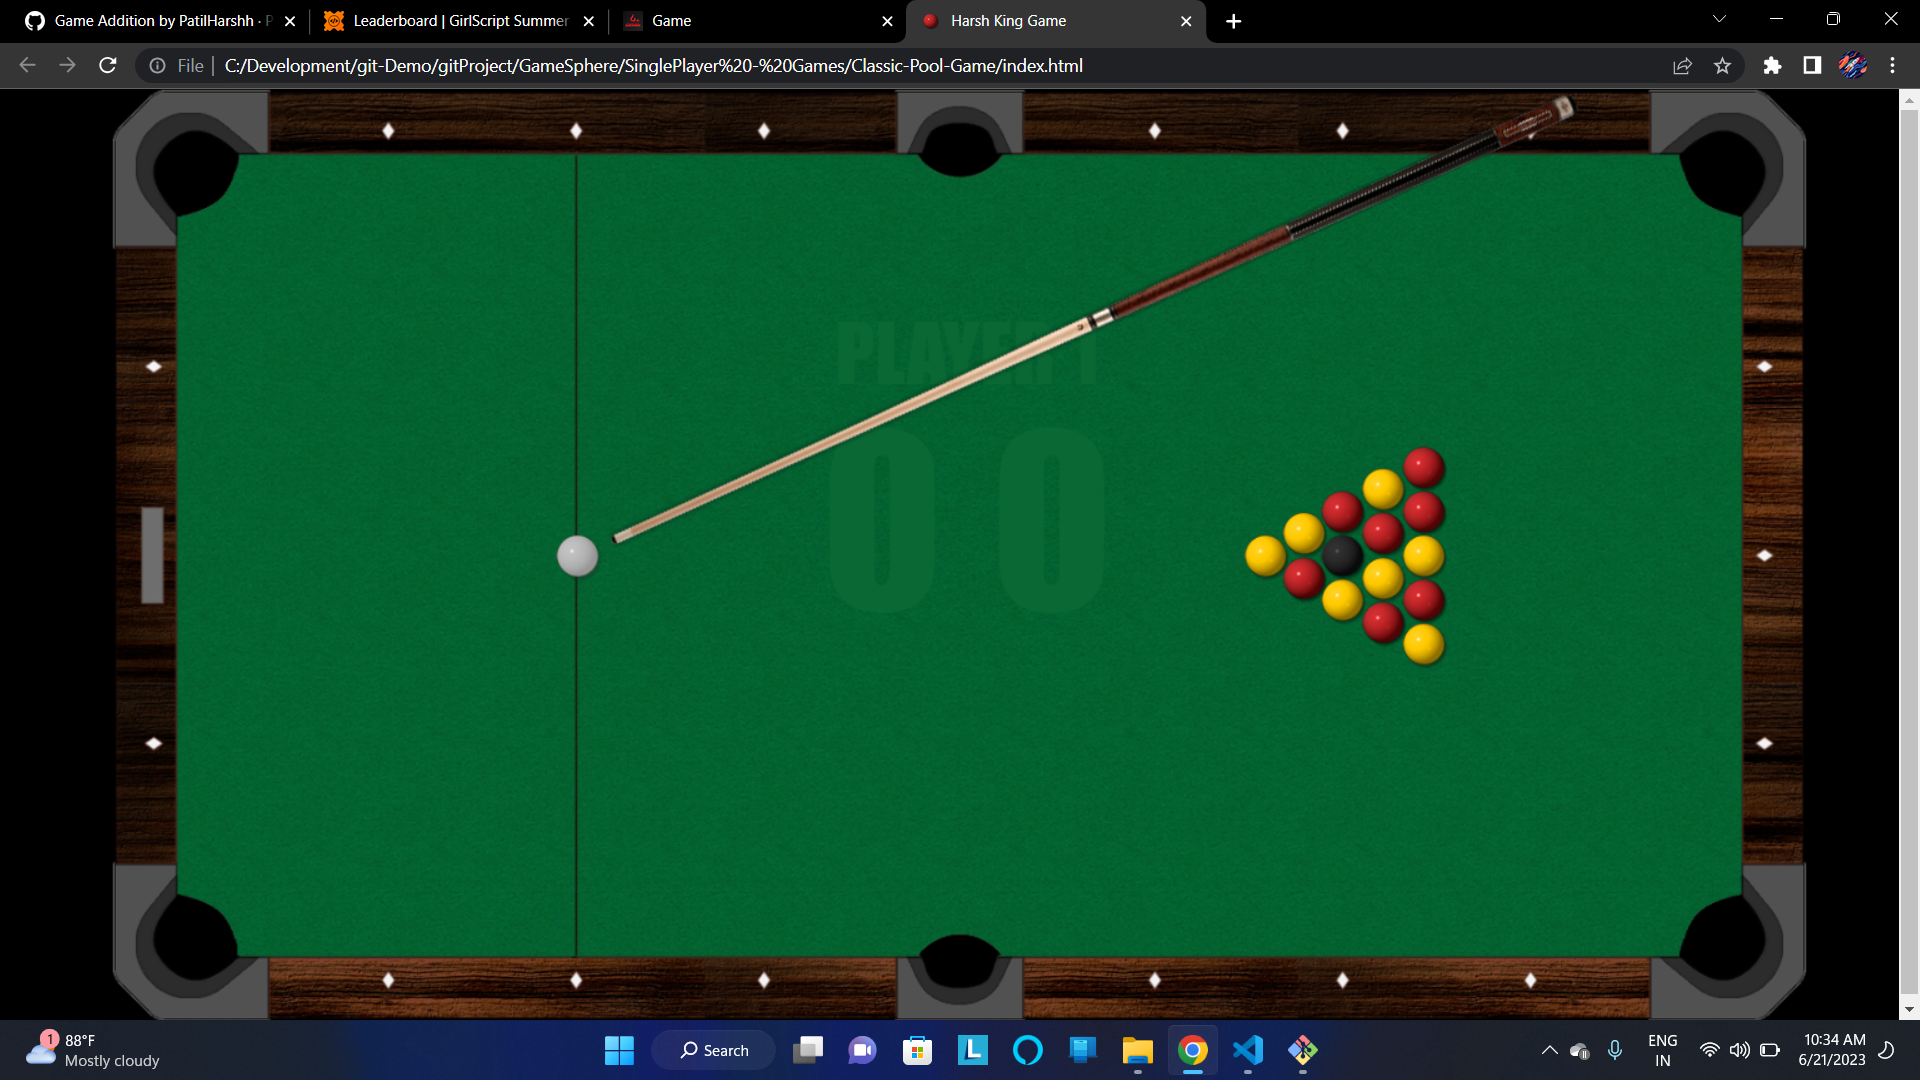 Game Addition by PatilHarshh · P
Leaderboard | GirlScript Summer
Game
Harsh King Game
File
C:/Development/git-Demo/gitProject/GameSphere/SinglePlayer%20-%20Games/Classic-Pool-Game/index.html
PLAYER 1
0 0
1
88°F
Mostly cloudy
Search
L
ENG
IN
10:34 AM
6/21/2023